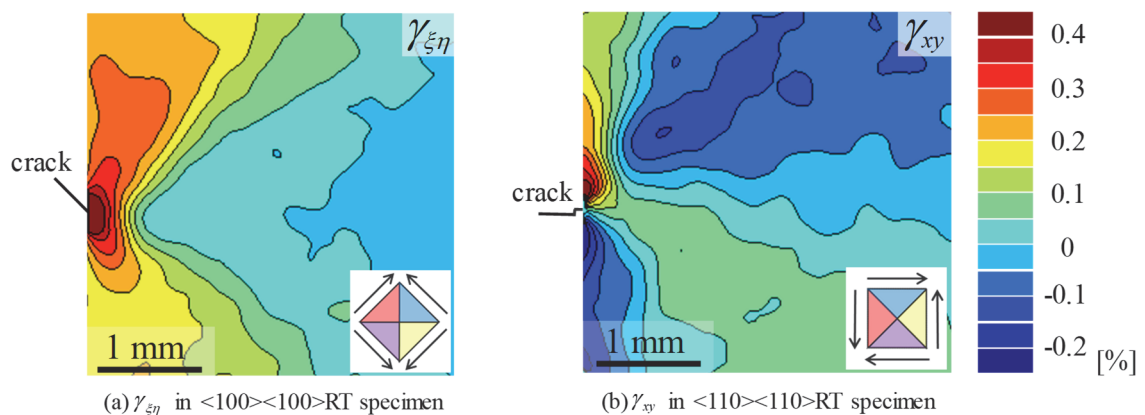 γξη
γxy
crack
crack
1 mm
1 mm
0.4
0.3
0.2
0.1
0
-0.1
-0.2
[%]
(a) γξη in <100><100>RT specimen
(b) γxy in <110><110>RT specimen